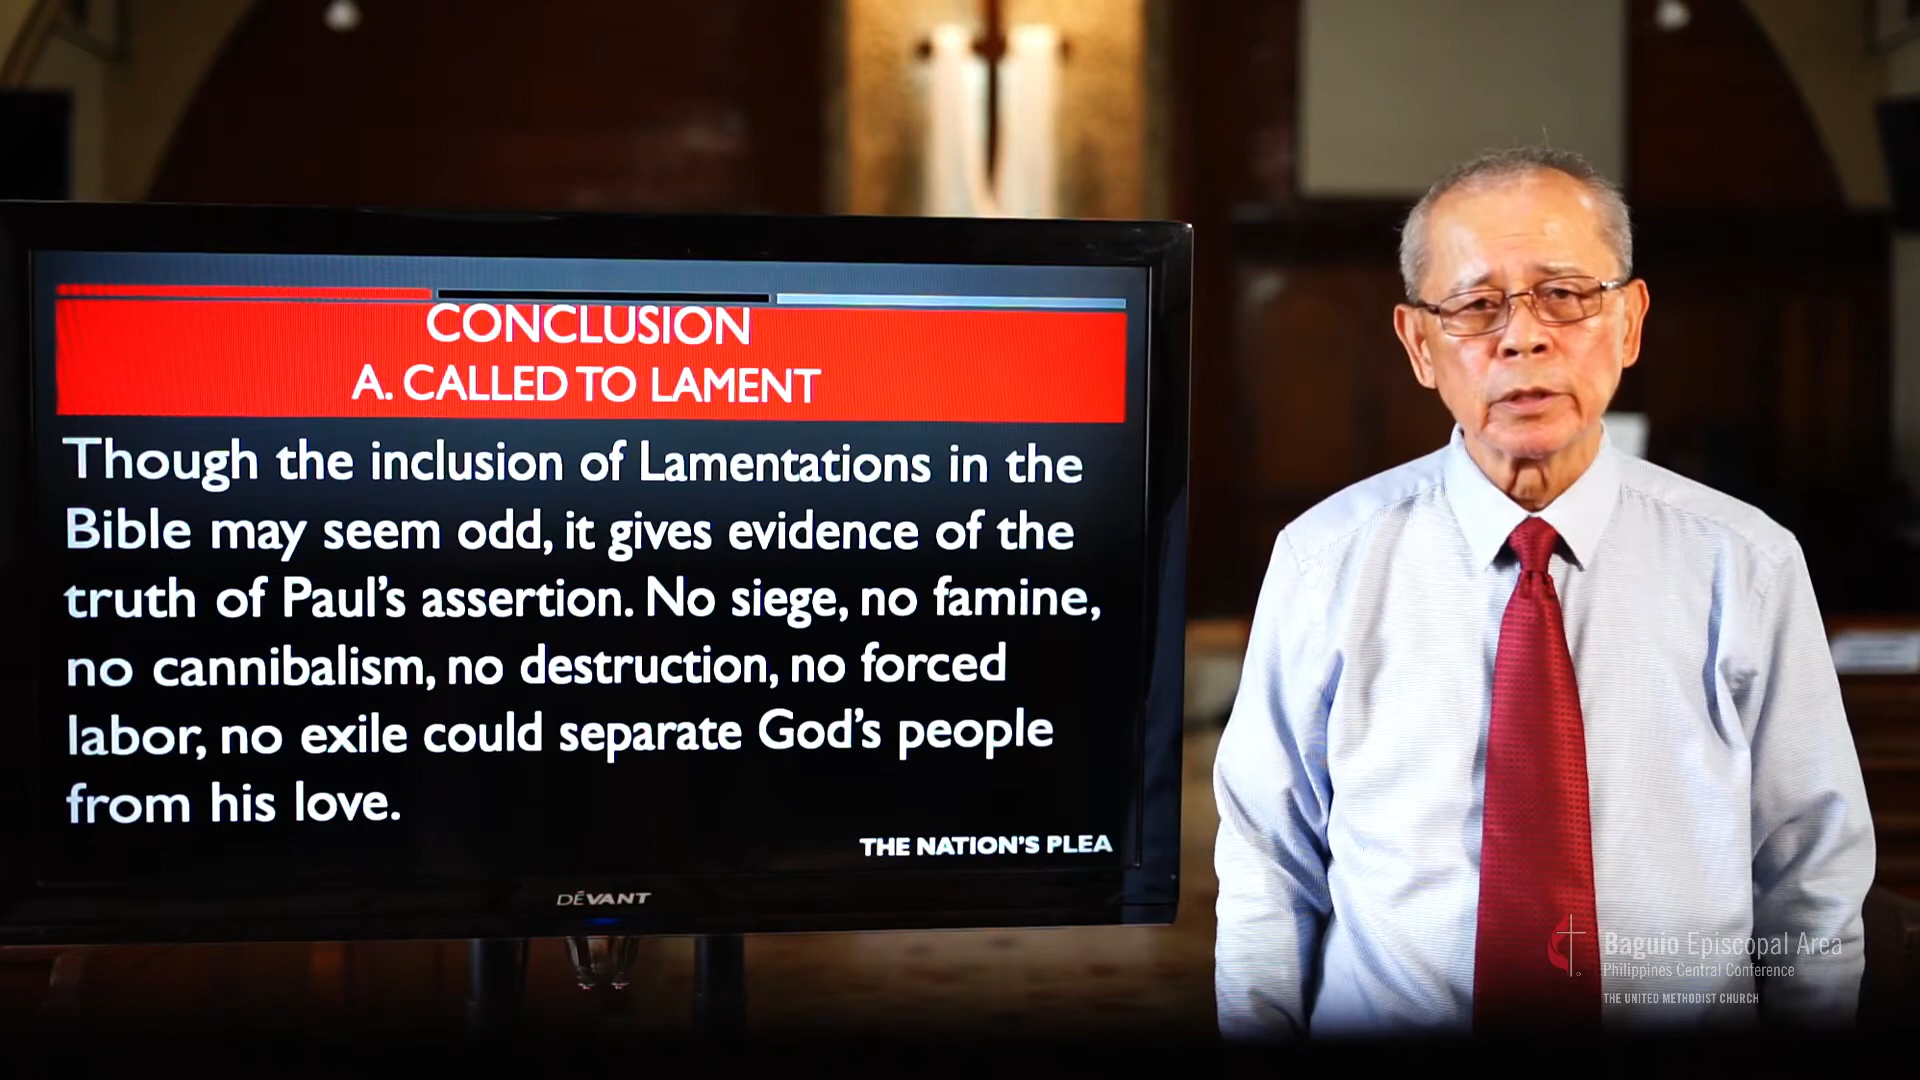 CONCLUSION
A. CALLED TO LAMENT
Though the inclusion of Lamentations in the
Bible may seem odd, it gives evidence of the
truth of Paul's assertion. No siege, no famine,
no cannibalism, no destruction, no forced
labor, no exile could separate God's people
from his love.
THE NATION'S PLEA
DĒVANT
Baguio Episcopal Area
Philippines Central Conference
THE UNITED METHODIST CHURCH